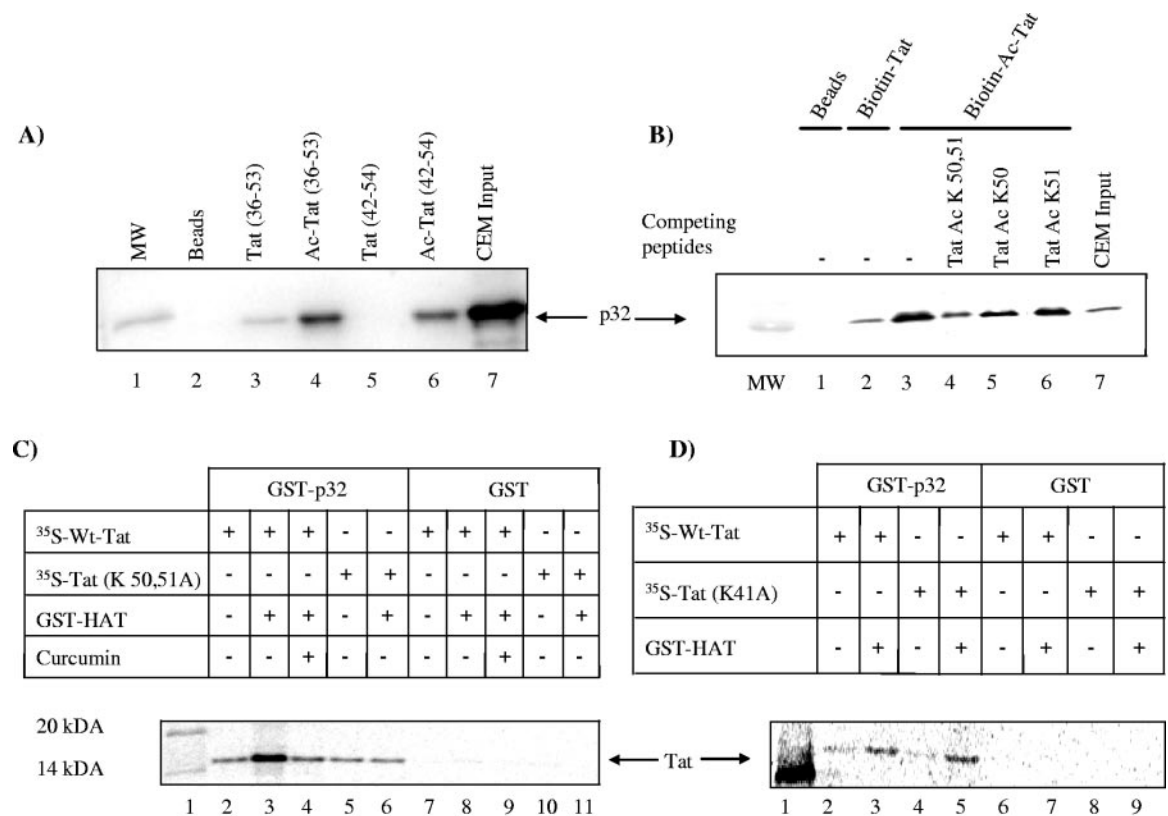 A)
MW
Beads
Tat (36-53)
Ac-Tat (36-53)
Tat (42-54)
Ac-Tat (42-54)
CEM Input
1 2 3 4 5 6 7
p32
B)
Beads
Biotin-Tat
Biotin-Ac-Tat
Competing
peptides
- - - Tat Ac K 50,51 Tat Ac K50 Tat Ac K51 CEM Input
MW 1 2 3 4 5 6 7
C)
GST-p32 GST
35S-Wt-Tat + + + - - + + + - -
35S-Tat (K 50,51A) - - - + + - - - + +
GST-HAT - + + - + - + + - +
Curcumin - - + - - - - + - -
20 kDA
14 kDA
1 2 3 4 5 6 7 8 9 10 11
Tat
D)
GST-p32 GST
35S-Wt-Tat + + - - + + - -
35S-Tat (K41A) - - + + - - + +
GST-HAT - + - + - + - +
1 2 3 4 5 6 7 8 9